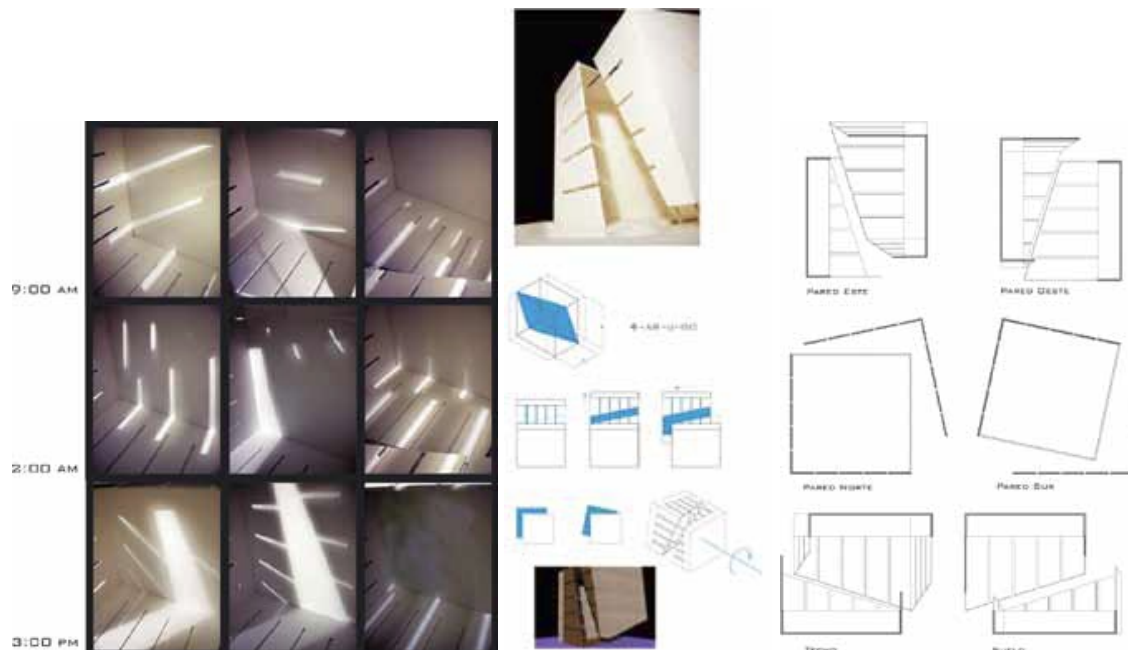 9:00 AM
2:00 AM
3:00 PM
PARED ESTE
PARED OESTE
PARED NORTE
PARED SUR